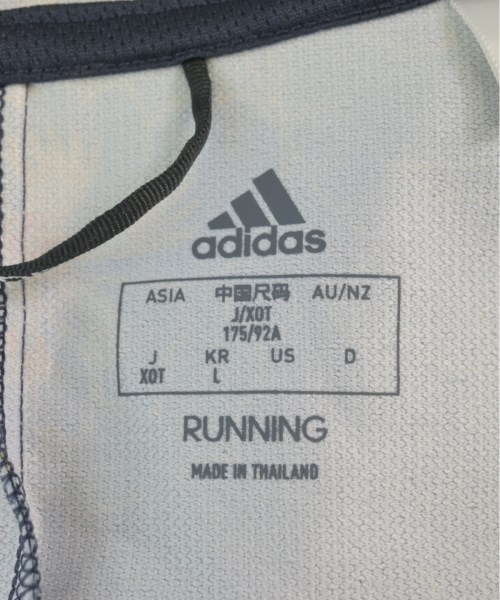 adidas
ASIA 中国尺码 AU/NZ
J/XOT
175/92A
J KR US D
XOT L
RUNNING
MADE IN THAILAND